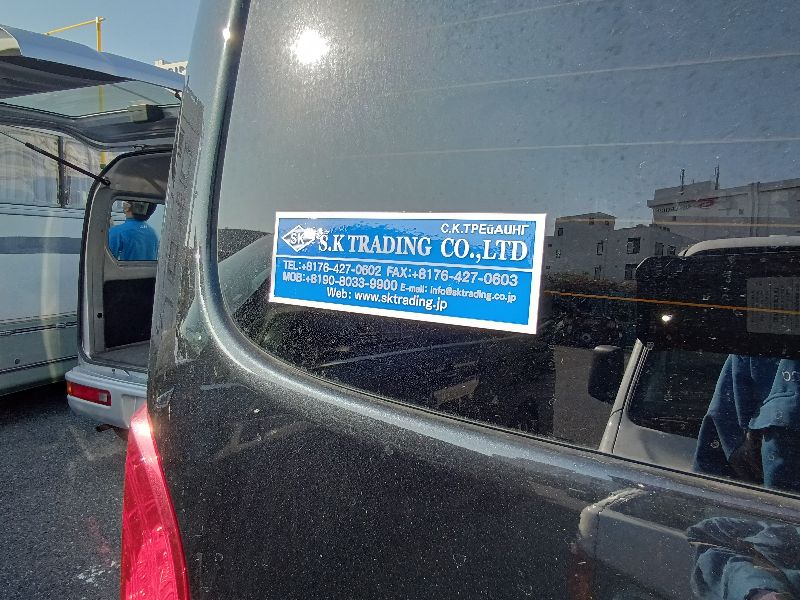 С.К.ТРЕйАЦНГ
SK S.K TRADING CO.,LTD
TEL:+8176-427-0602 FAX:+8176-427-0603
MOB:+8190-8033-9900 E-mail: info@sktrading.co.jp
Web: www.sktrading.jp